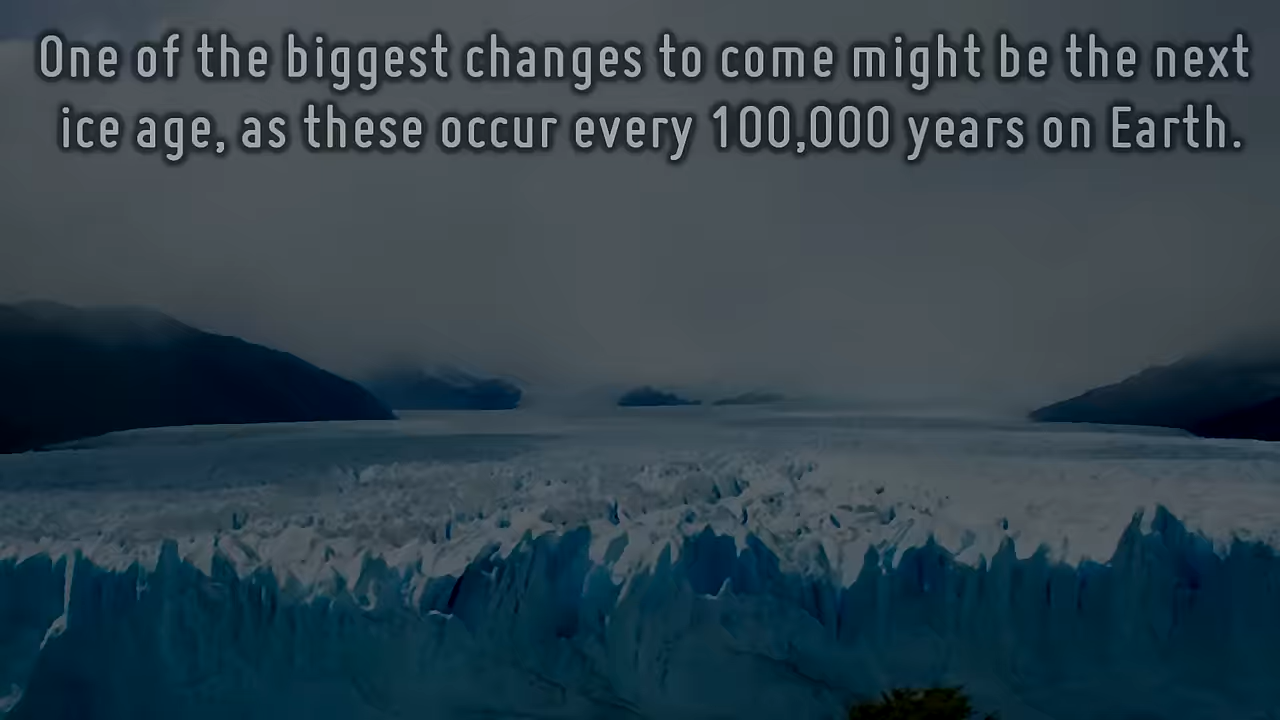 One of the biggest changes to come might be the next
ice age, as these occur every 100,000 years on Earth.